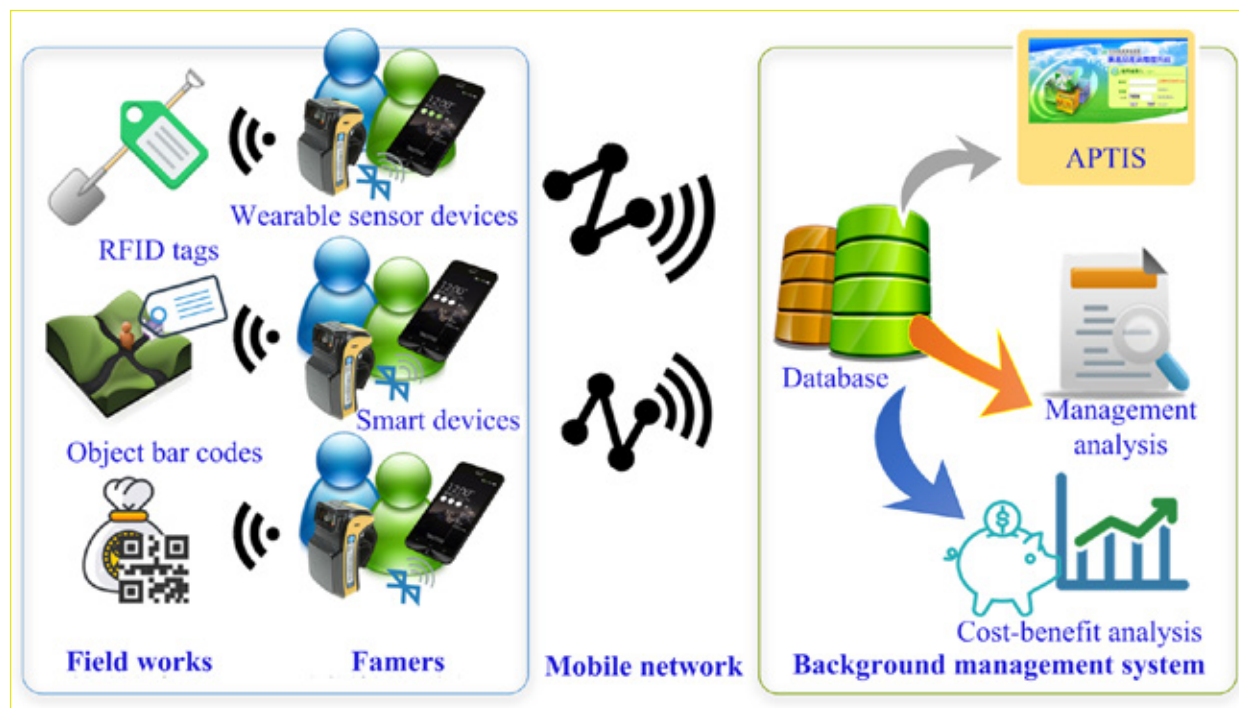 APTIS
Wearable sensor devices
RFID tags
Database
Smart devices
Management
analysis
Object bar codes
Cost-benefit analysis
Field works
Famers
Mobile network
Background management system